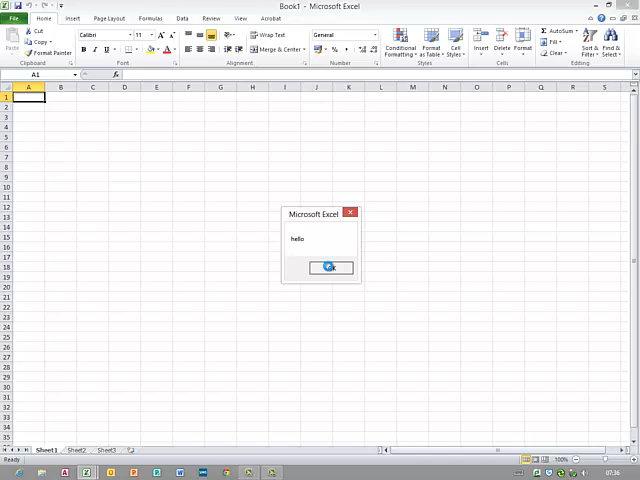 Book1 - Microsoft Excel
File Home Insert Page Layout Formulas Data Review View Acrobat
Cut
Copy
Format Painter
Paste
Clipboard
Calibri 11 A A
B I U
Font
Wrap Text
Merge & Center
Alignment
General
%
Number
Conditional Formatting
Format as Table
Cell Styles
Styles
Insert Delete Format
Cells
AutoSum
Fill
Clear
Sort & Filter
Find & Select
Editing
A1 fx
A B C D E F G H I J K L M N O P Q R S
1
2
3
4
5
6
7
8
9
10
11
12
13
14
15
16
17
18
19
20
21
22
23
24
25
26
27
28
29
30
31
32
33
34
35
Microsoft Excel
hello
Sheet1 Sheet2 Sheet3
Ready
100%
07:36